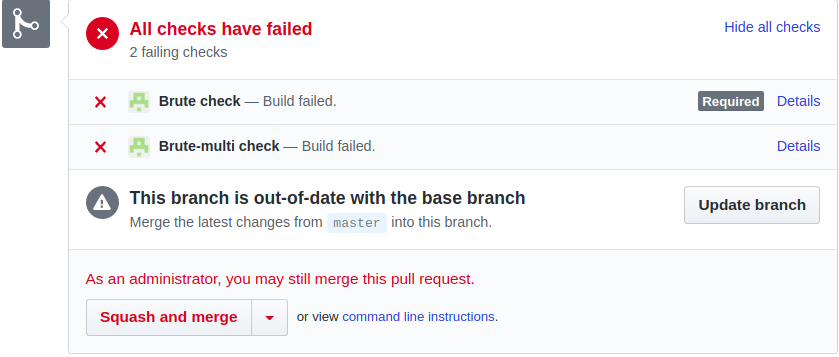 All checks have failed
Hide all checks
2 failing checks
Brute check — Build failed.
Required
Details
Brute-multi check — Build failed.
Details
This branch is out-of-date with the base branch
Merge the latest changes from master into this branch.
Update branch
As an administrator, you may still merge this pull request.
Squash and merge
or view command line instructions.